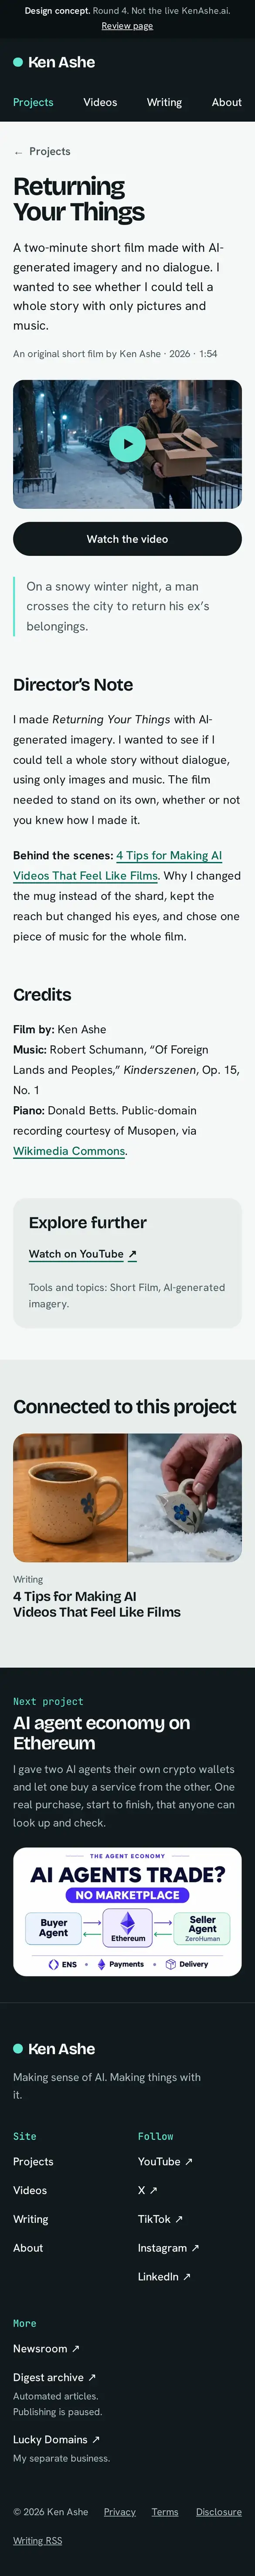 Design concept. Round 4. Not the live KenAshe.ai.
Review page
Ken Ashe
Projects Videos Writing About
← Projects
Returning
Your Things
A two-minute short film made with AI-
generated imagery and no dialogue. I
wanted to see whether I could tell a
whole story with only pictures and
music.
An original short film by Ken Ashe · 2026 · 1:54
Watch the video
On a snowy winter night, a man
crosses the city to return his ex’s
belongings.
Director’s Note
I made Returning Your Things with AI-
generated imagery. I wanted to see if I
could tell a whole story without dialogue,
using only images and music. The film
needed to stand on its own, whether or not
you knew how I made it.
Behind the scenes: 4 Tips for Making AI
Videos That Feel Like Films. Why I changed
the mug instead of the shard, kept the
reach but changed his eyes, and chose one
piece of music for the whole film.
Credits
Film by: Ken Ashe
Music: Robert Schumann, “Of Foreign
Lands and Peoples,” Kinderszenen, Op. 15,
No. 1
Piano: Donald Betts. Public-domain
recording courtesy of Musopen, via
Wikimedia Commons.
Explore further
Watch on YouTube ↗
Tools and topics: Short Film, AI-generated
imagery.
Connected to this project
Writing
4 Tips for Making AI
Videos That Feel Like Films
Next project
AI agent economy on
Ethereum
I gave two AI agents their own crypto wallets
and let one buy a service from the other. One
real purchase, start to finish, that anyone can
look up and check.
THE AGENT ECONOMY
AI AGENTS TRADE?
NO MARKETPLACE
Buyer
Agent
Ethereum
Seller
Agent
ZeroHuman
ENS • Payments • Delivery
Ken Ashe
Making sense of AI. Making things with
it.
Site
Projects
Videos
Writing
About
Follow
YouTube ↗
X ↗
TikTok ↗
Instagram ↗
LinkedIn ↗
More
Newsroom ↗
Digest archive ↗
Automated articles.
Publishing is paused.
Lucky Domains ↗
My separate business.
© 2026 Ken Ashe Privacy Terms Disclosure
Writing RSS